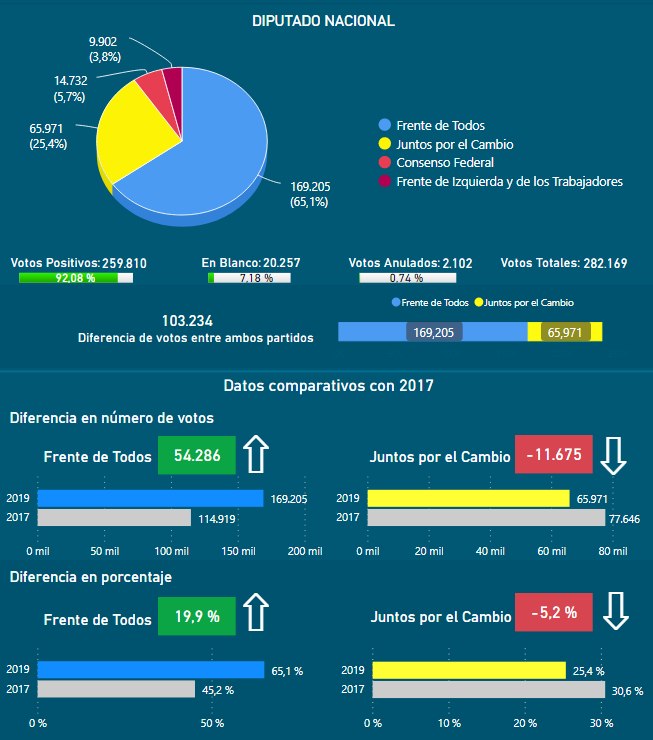 DIPUTADO NACIONAL
9.902
(3,8%)
14.732
(5,7%)
65.971
(25,4%)
169.205
(65,1%)
Frente de Todos
Juntos por el Cambio
Consenso Federal
Frente de Izquierda y de los Trabajadores
Votos Positivos: 259.810
92,08 %
En Blanco: 20.257
7,18 %
Votos Anulados: 2.102
0,74 %
Votos Totales: 282.169
103.234
Diferencia de votos entre ambos partidos
Frente de Todos Juntos por el Cambio
169,205 65,971
Datos comparativos con 2017
Diferencia en número de votos
Frente de Todos 54.286
2019 169.205
2017 114.919
0 mil 50 mil 100 mil 150 mil 200 mil
Juntos por el Cambio -11.675
2019 65.971
2017 77.646
0 mil 20 mil 40 mil 60 mil 80 mil
Diferencia en porcentaje
Frente de Todos 19,9 %
2019 65,1 %
2017 45,2 %
0 % 50 %
Juntos por el Cambio -5,2 %
2019 25,4 %
2017 30,6 %
0 % 10 % 20 % 30 %